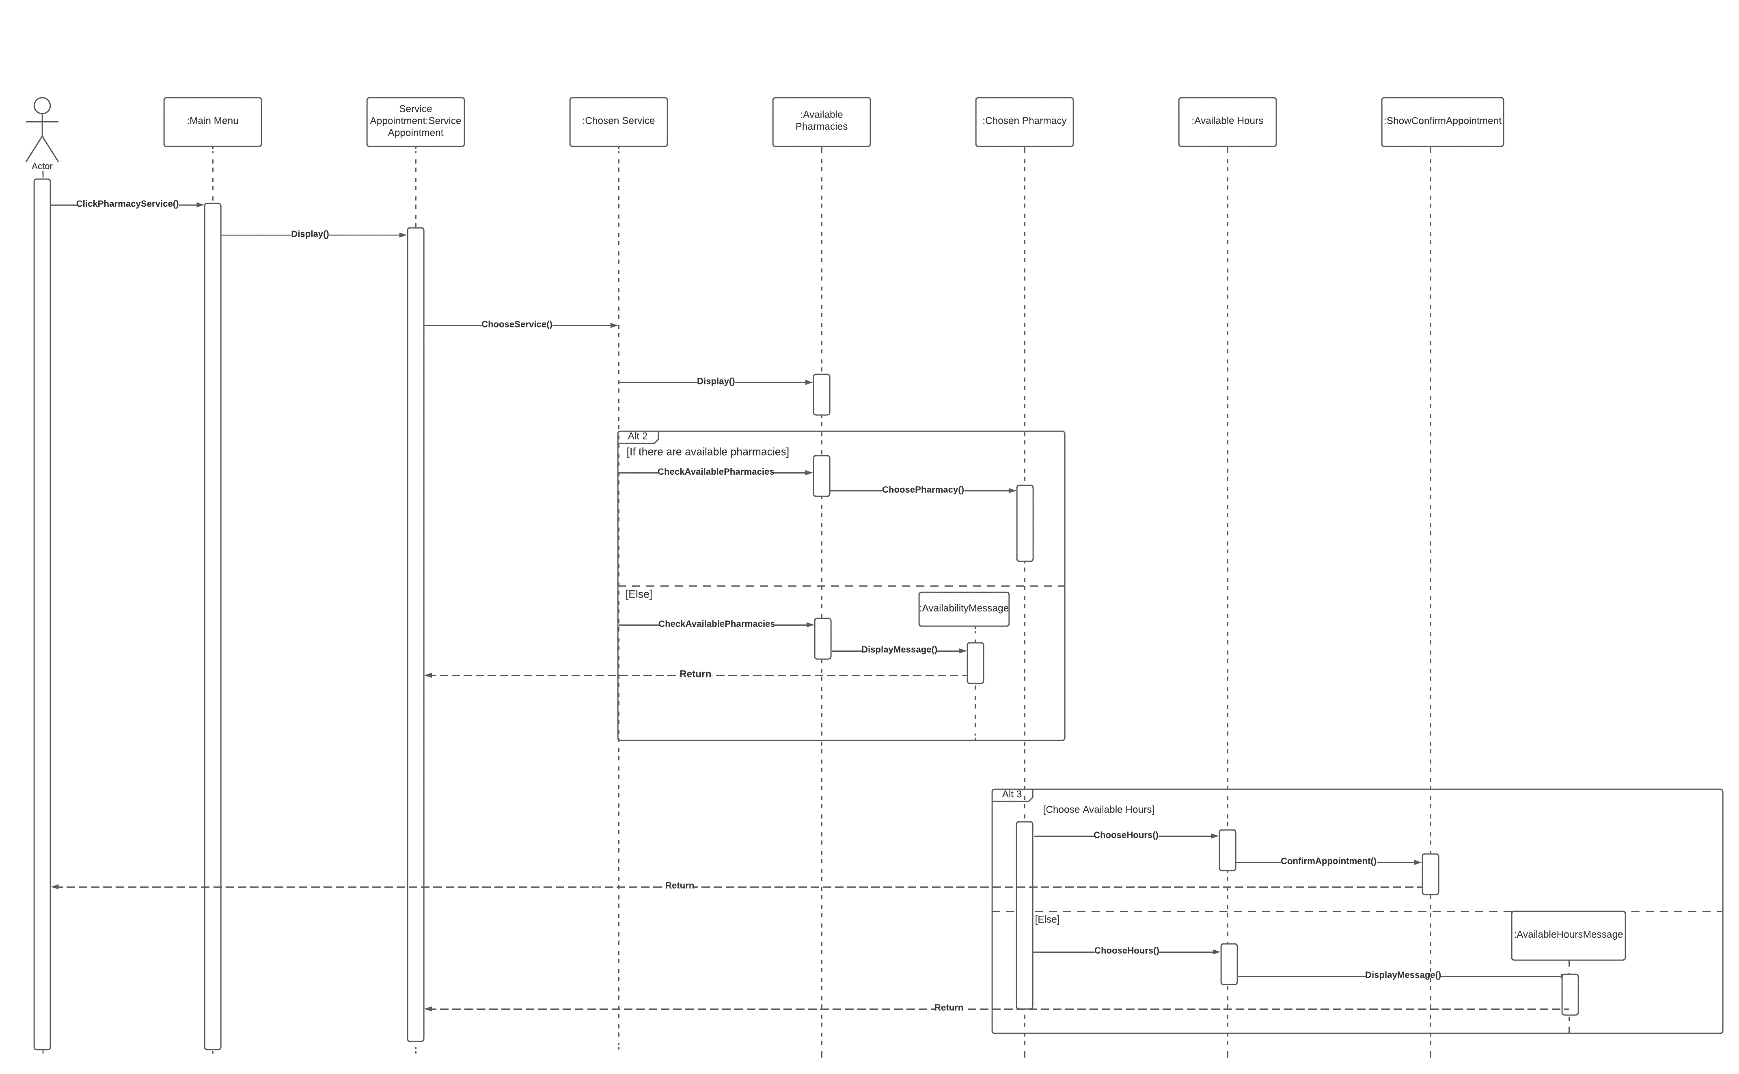 Actor
:Main Menu
Service
Appointment:Service
Appointment
:Chosen Service
:Available
Pharmacies
:Chosen Pharmacy
:Available Hours
:ShowConfirmAppointment
ClickPharmacyService()
Display()
ChooseService()
Display()
Alt 2
[If there are available pharmacies]
CheckAvailablePharmacies
ChoosePharmacy()
[Else]
:AvailabilityMessage
CheckAvailablePharmacies
DisplayMessage()
Return
Alt 3
[Choose Available Hours]
ChooseHours()
ConfirmAppointment()
Return
[Else]
:AvailableHoursMessage
ChooseHours()
DisplayMessage()
Return